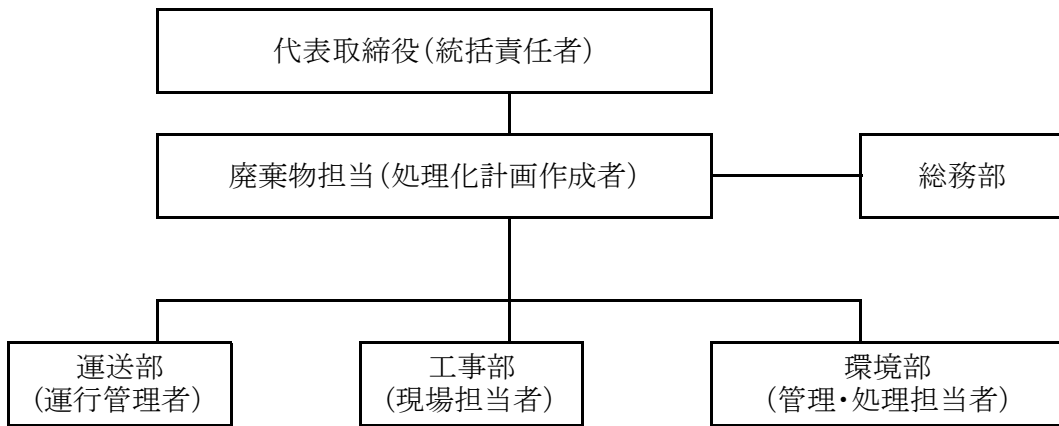 代表取締役(統括責任者)
廃棄物担当(処理化計画作成者)
総務部
運送部
(運行管理者)
工事部
(現場担当者)
環境部
(管理・処理担当者)